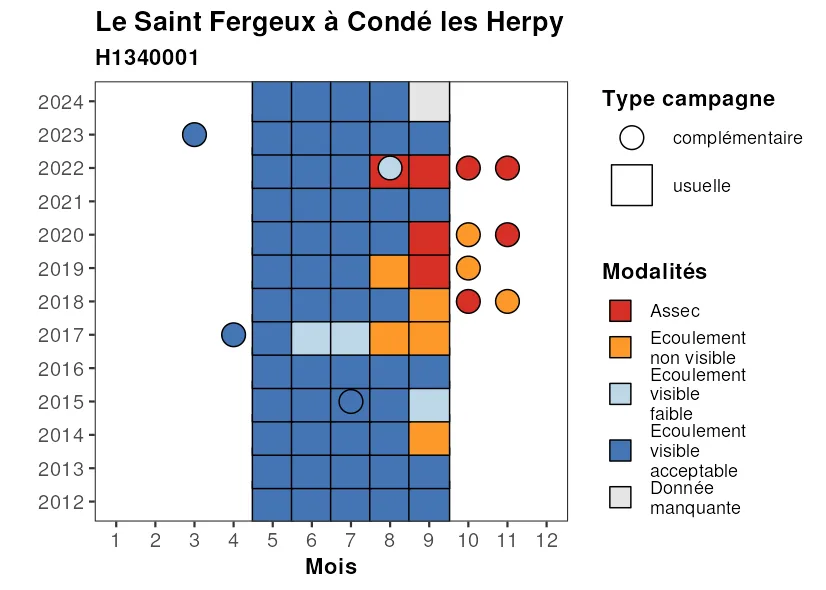 Le Saint Fergeux à Condé les Herpy
H1340001
2024
2023
2022
2021
2020
2019
2018
2017
2016
2015
2014
2013
2012
1 2 3 4 5 6 7 8 9 10 11 12
Mois
Type campagne
complémentaire
usuelle
Modalités
Assec
Ecoulement
non visible
Ecoulement
visible
faible
Ecoulement
visible
acceptable
Donnée
manquante